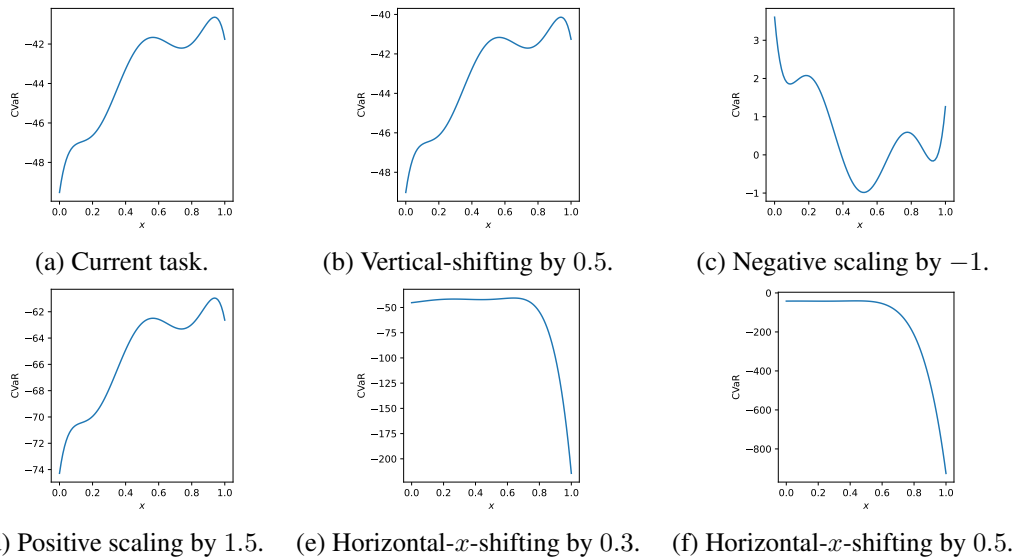 −42
−44
−46
−48
CVaR
0.0 0.2 0.4 0.6 0.8 1.0
x
(a) Current task.
−40
−42
−44
−46
−48
CVaR
0.0 0.2 0.4 0.6 0.8 1.0
x
(b) Vertical-shifting by 0.5.
3
2
1
0
−1
CVaR
0.0 0.2 0.4 0.6 0.8 1.0
x
(c) Negative scaling by −1.
−62
−64
−66
−68
−70
−72
−74
CVaR
0.0 0.2 0.4 0.6 0.8 1.0
x
) Positive scaling by 1.5.
−50
−75
−100
−125
−150
−175
−200
CVaR
0.0 0.2 0.4 0.6 0.8 1.0
x
(e) Horizontal-x-shifting by 0.3.
0
−200
−400
−600
−800
CVaR
0.0 0.2 0.4 0.6 0.8 1.0
x
(f) Horizontal-x-shifting by 0.5.